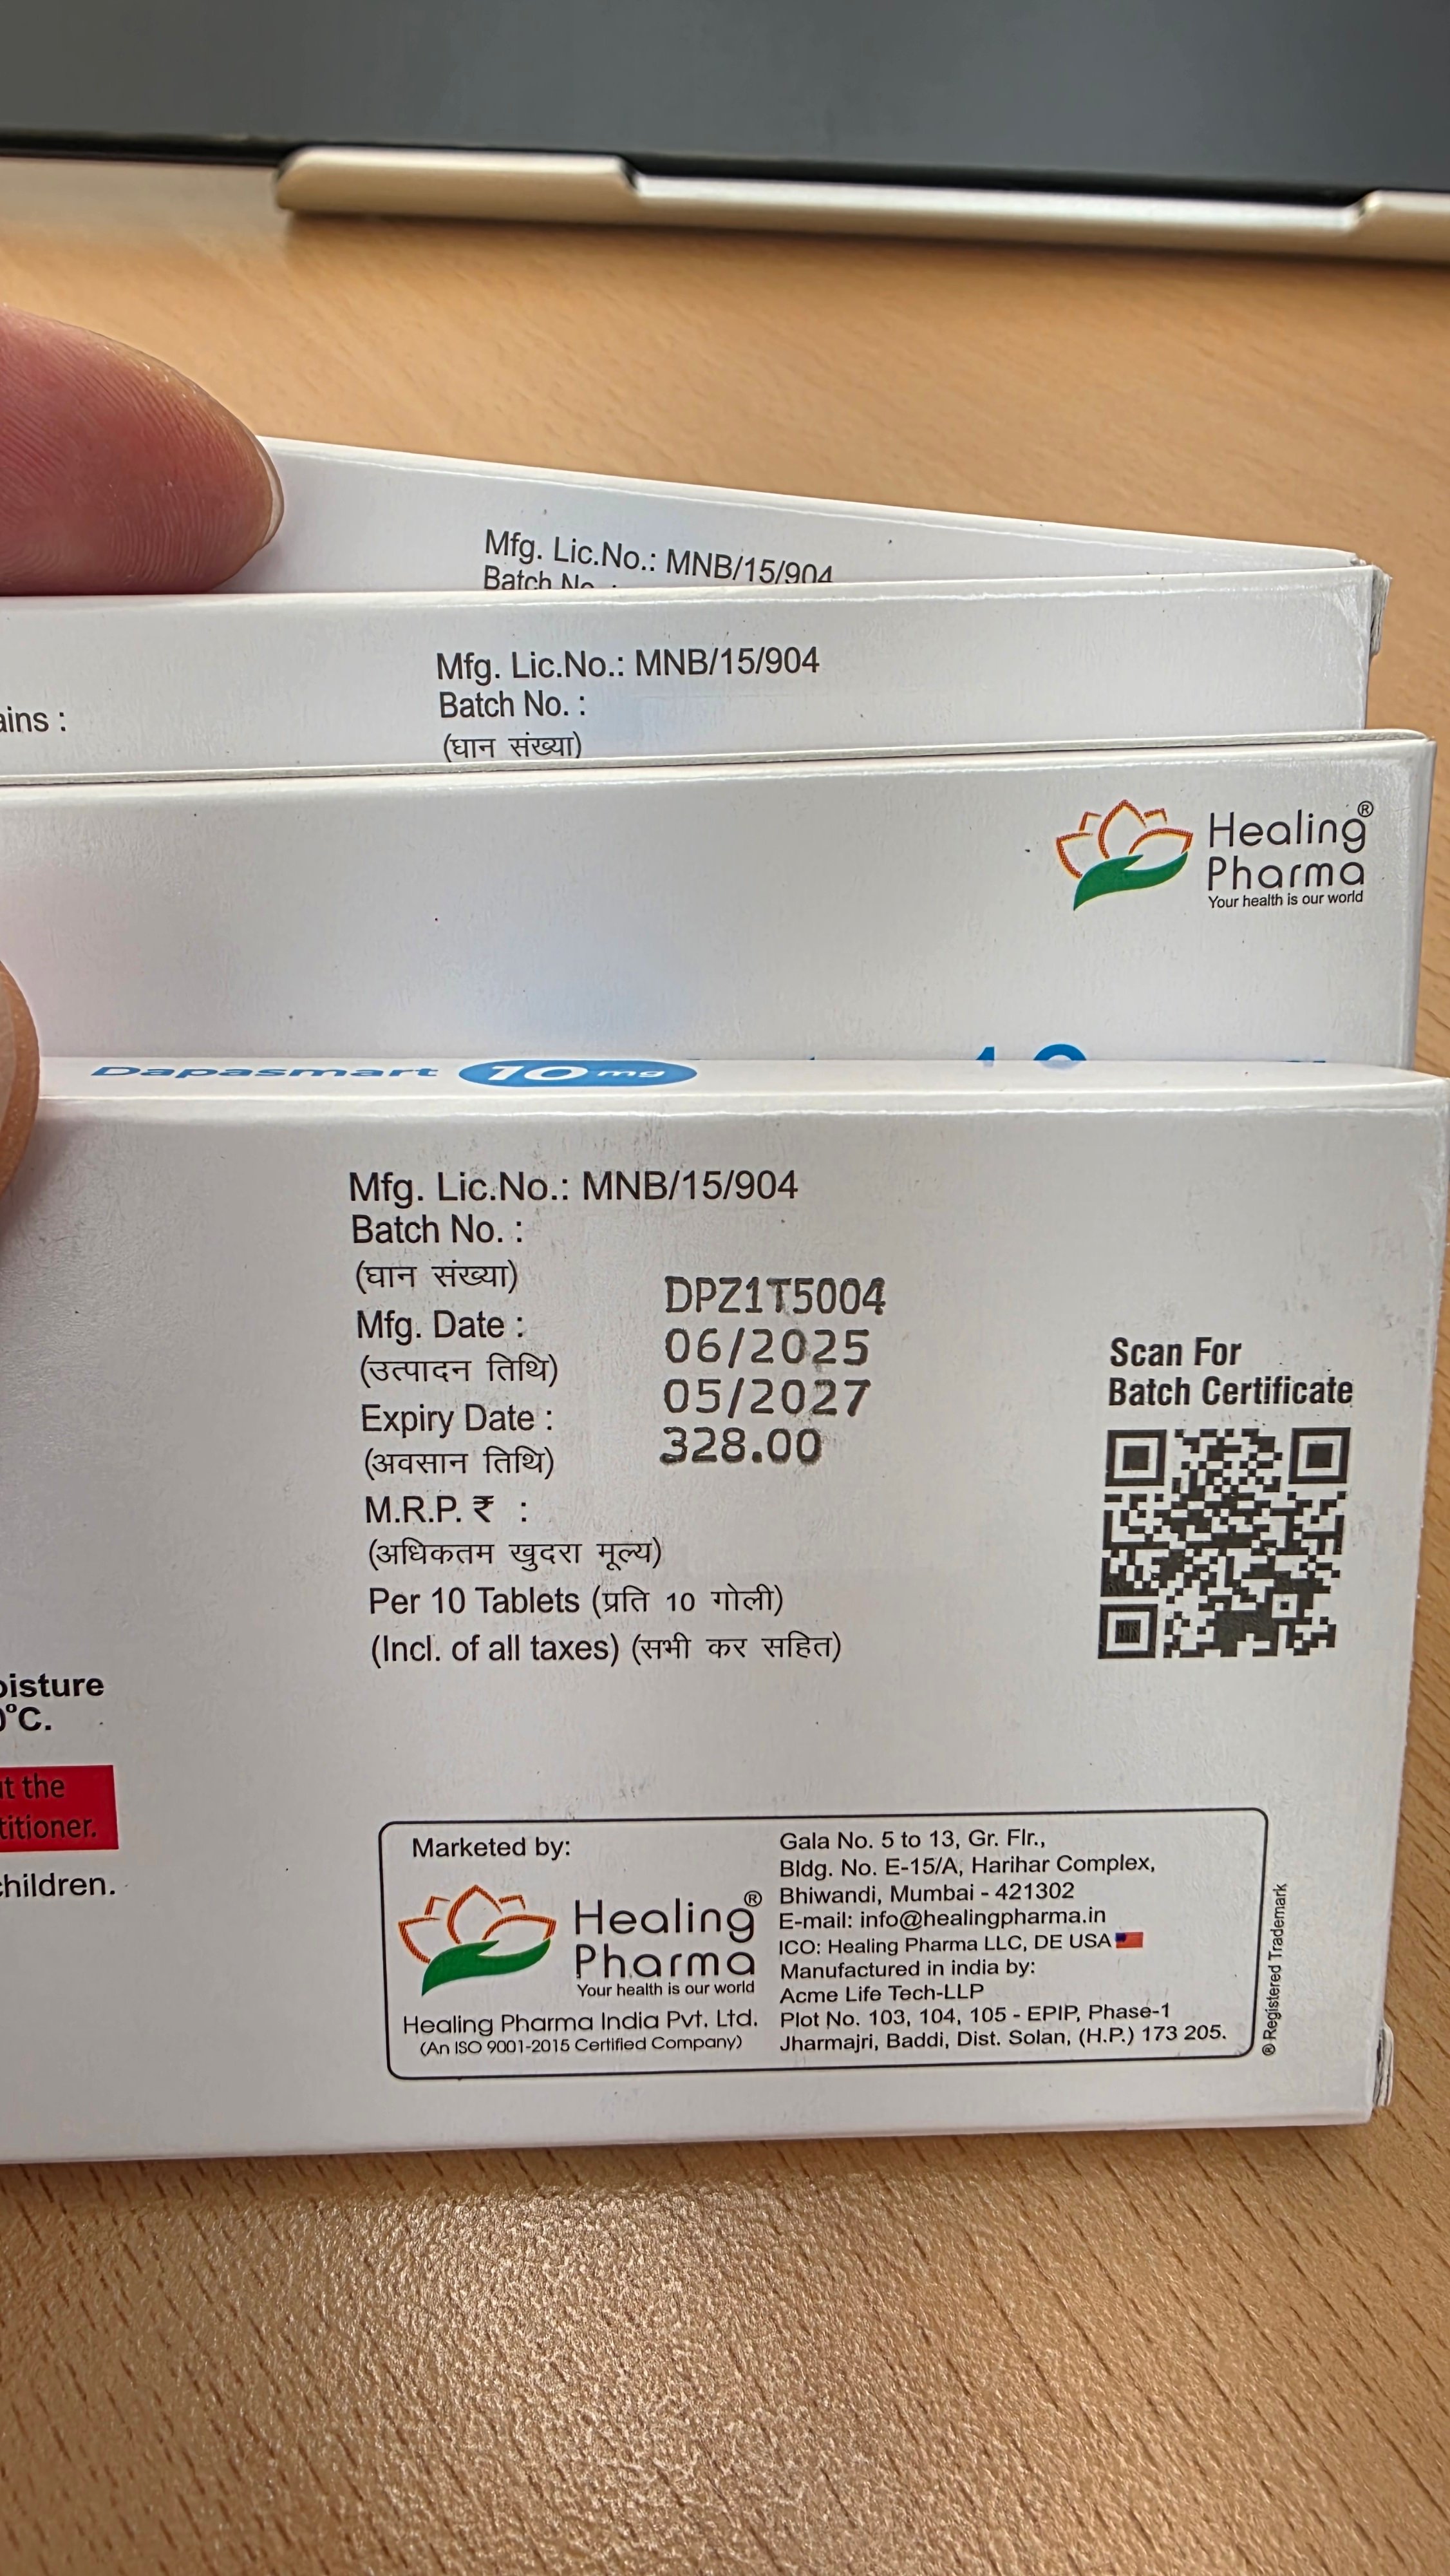 Mfg. Lic.No.: MNB/15/904
Batch No. :
Mfg. Lic.No.: MNB/15/904
Batch No. :
(घान संख्या)
ains :
Healing®
Pharma
Your health is our world
Dapasmart 10 mg
Mfg. Lic.No.: MNB/15/904
Batch No. :
(घान संख्या)
DPZ1T5004
Mfg. Date :
06/2025
(उत्पादन तिथि)
05/2027
Expiry Date :
328.00
(अवसान तिथि)
M.R.P. ₹ :
(अधिकतम खुदरा मूल्य)
Per 10 Tablets (प्रति 10 गोली)
(Incl. of all taxes) (सभी कर सहित)
Scan For
Batch Certificate
oisture
0°C.
ut the
titioner.
children.
Marketed by:
Healing®
Pharma
Your health is our world
Healing Pharma India Pvt. Ltd.
(An ISO 9001-2015 Certified Company)
Gala No. 5 to 13, Gr. Flr.,
Bldg. No. E-15/A, Harihar Complex,
Bhiwandi, Mumbai - 421302
E-mail: info@healingpharma.in
ICO: Healing Pharma LLC, DE USA
Manufactured in india by:
Acme Life Tech-LLP
Plot No. 103, 104, 105 - EPIP, Phase-1
Jharmajri, Baddi, Dist. Solan, (H.P.) 173 205.
® Registered Trademark